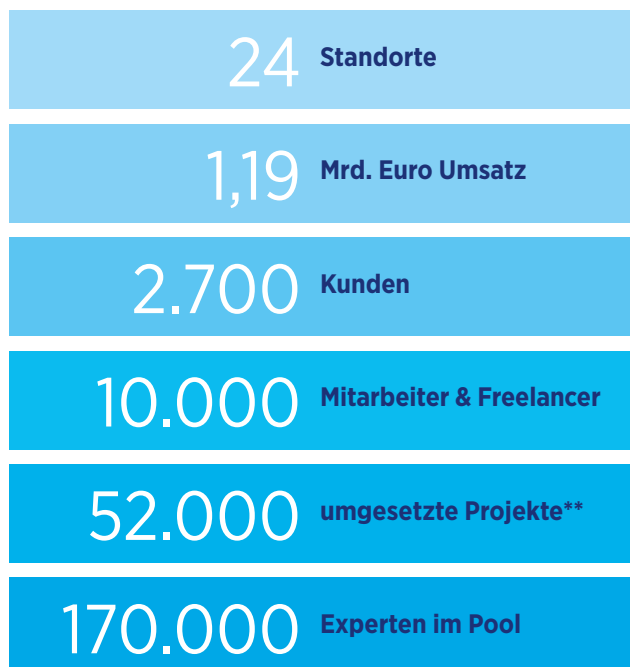 24 Standorte
1,19 Mrd. Euro Umsatz
2.700 Kunden
10.000 Mitarbeiter & Freelancer
52.000 umgesetzte Projekte**
170.000 Experten im Pool